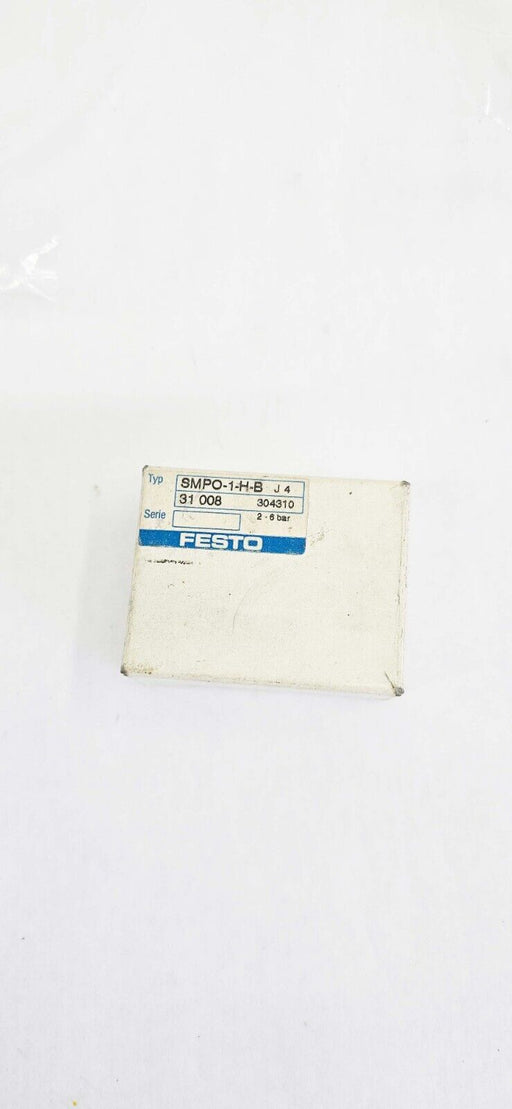 Typ SMPO-1-H-B J 4
31 008 304310
Serie 2-6 bar
FESTO